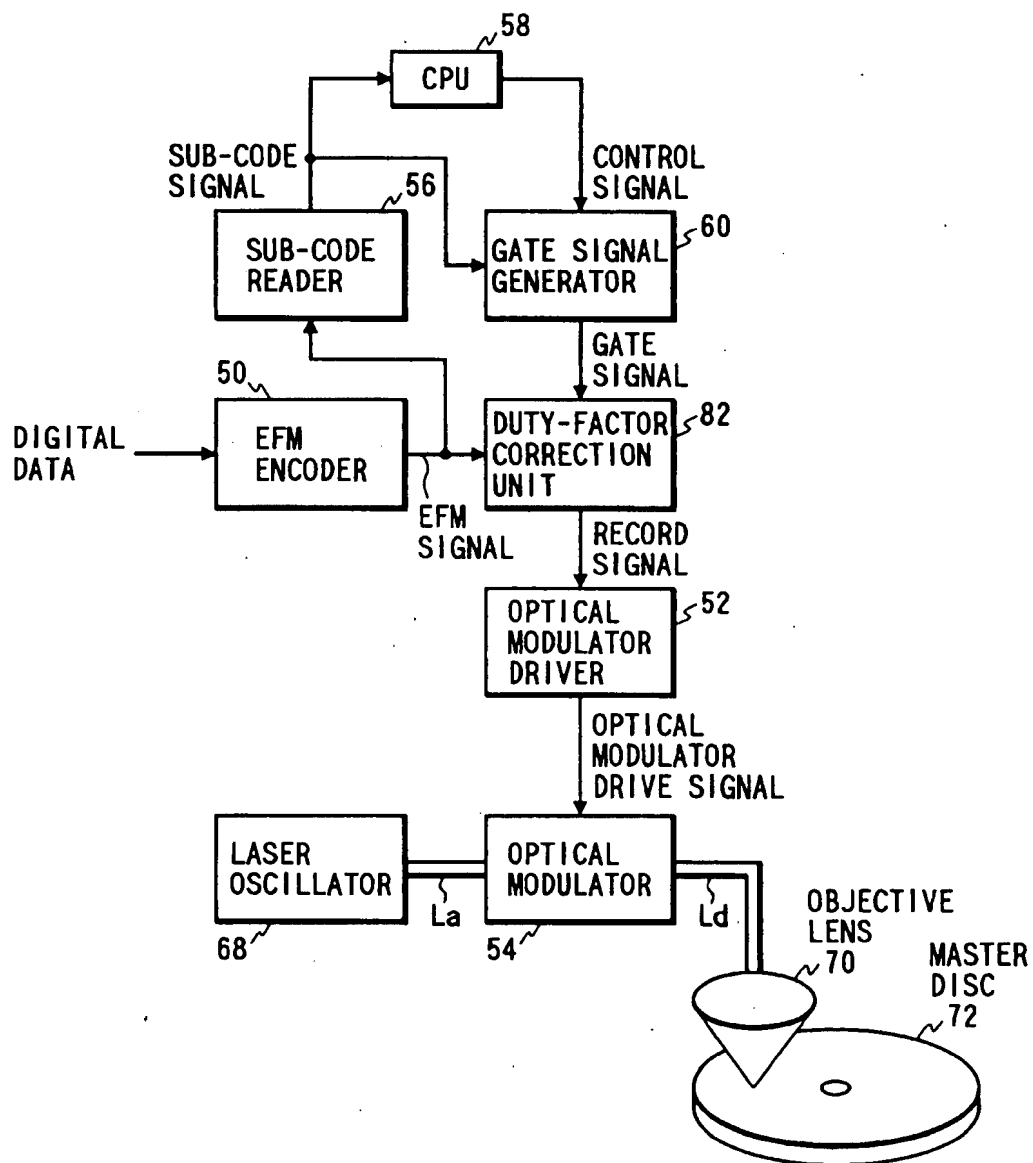 58
CPU
SUB-CODE
SIGNAL
56
CONTROL
SIGNAL
60
SUB-CODE
READER
GATE SIGNAL
GENERATOR
GATE
SIGNAL
50
82
DIGITAL
DATA
EFM
ENCODER
DUTY-FACTOR
CORRECTION
UNIT
EFM
SIGNAL
RECORD
SIGNAL
52
OPTICAL
MODULATOR
DRIVER
OPTICAL
MODULATOR
DRIVE SIGNAL
LASER
OSCILLATOR
OPTICAL
MODULATOR
La
Ld
68
54
OBJECTIVE
LENS
70
MASTER
DISC
72